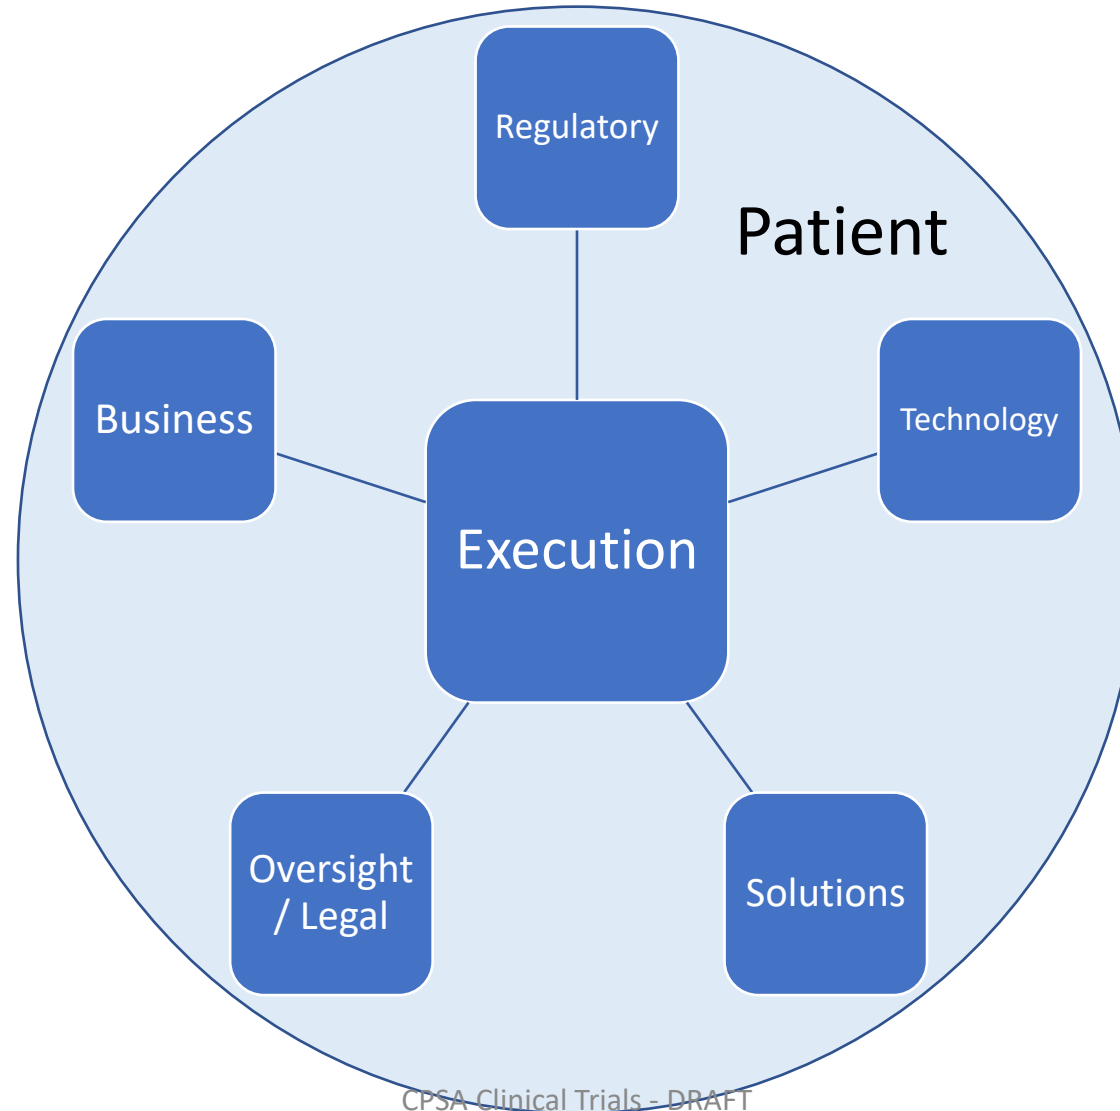 Regulatory
Patient
Business
Technology
Execution
Oversight
/ Legal
Solutions
CPSA Clinical Trials - DRAFT